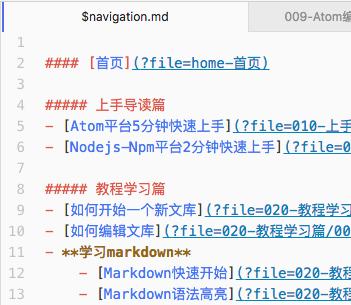 $navigation.md
009-Atom编
1
2 #### [首页](?file=home-首页)
3
4 ##### 上手导读篇
5 - [Atom平台5分钟快速上手](?file=010-上手
6 - [Nodejs-Npm平台2分钟快速上手](?file=0
7
8 ##### 教程学习篇
9 - [如何开始一个新文库](?file=020-教程学习
10 - [如何编辑文库](?file=020-教程学习篇/00
11 - **学习markdown**
12 - [Markdown快速开始](?file=020-教程
13 - [Markdown语法高亮](?file=020-教程